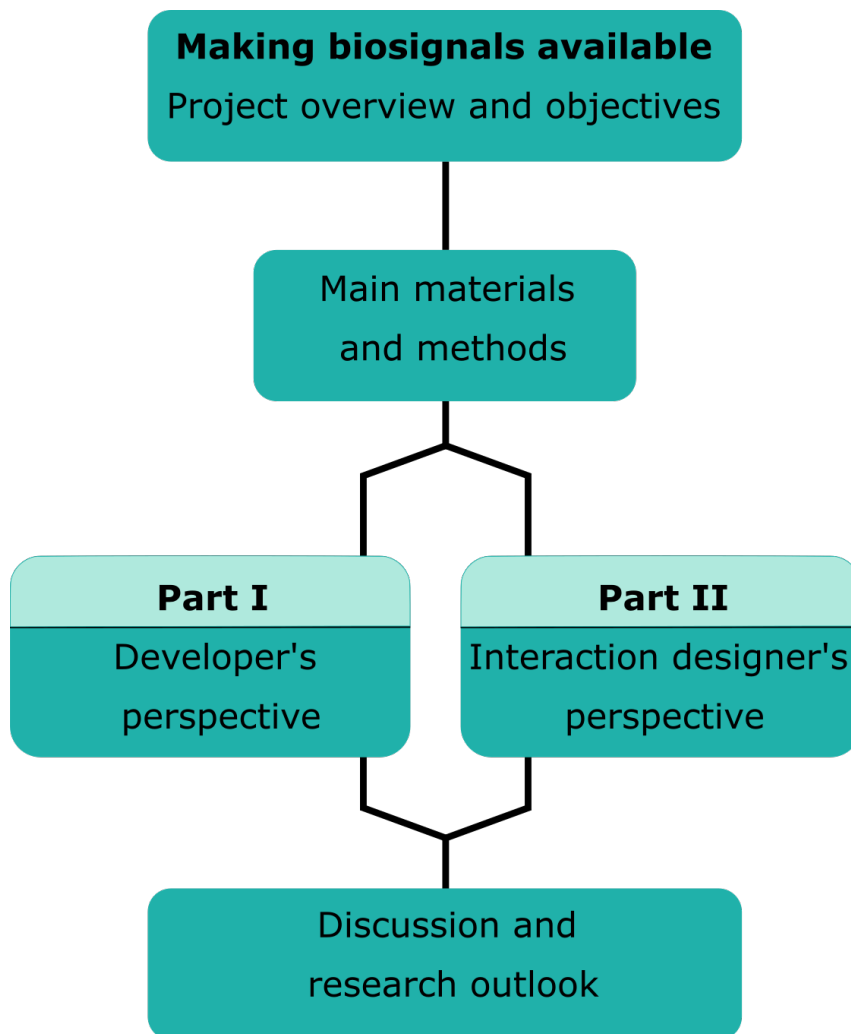 Making biosignals available
Project overview and objectives
Main materials
and methods
Part I
Developer's
perspective
Part II
Interaction designer's
perspective
Discussion and
research outlook